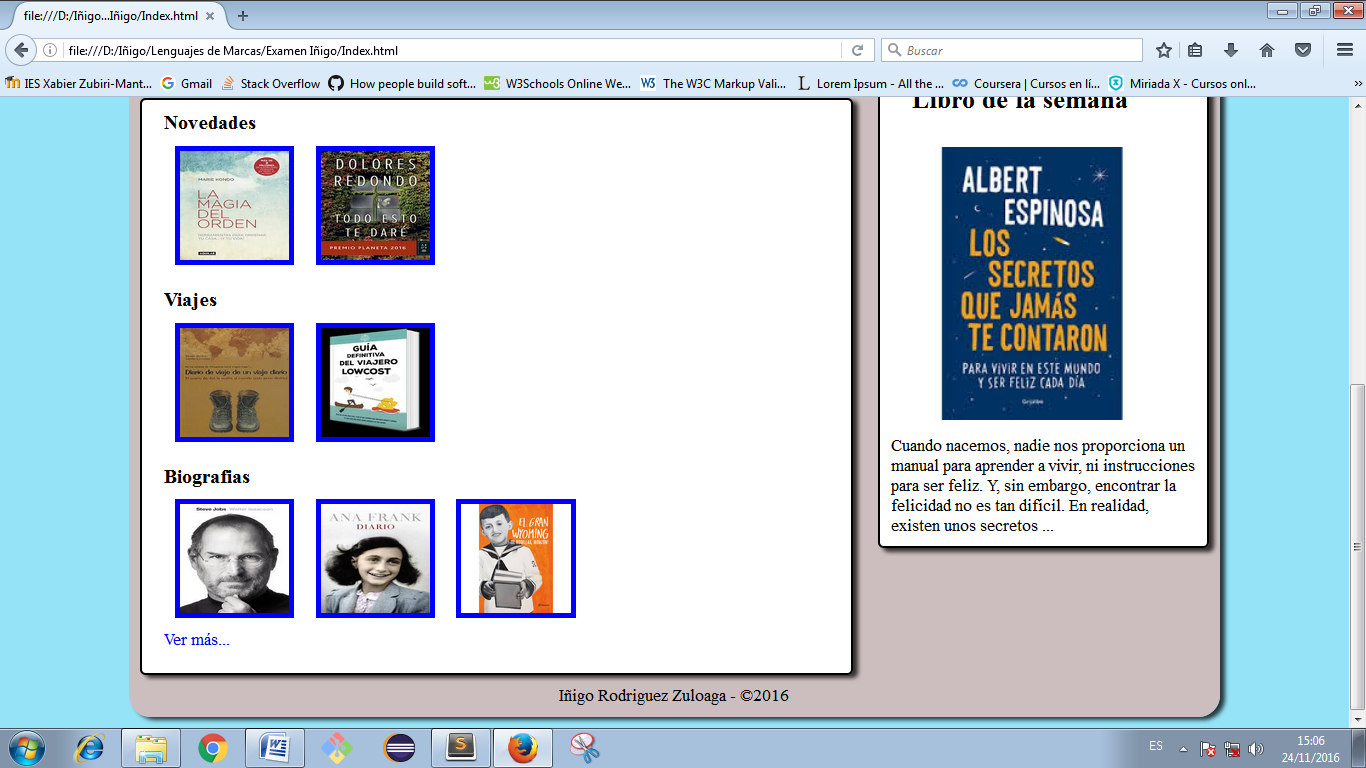 file:///D:/Iñigo...Iñigo/Index.html
file:///D:/Iñigo/Lenguajes de Marcas/Examen Iñigo/Index.html
Buscar
IES Xabier Zubiri-Mant...
Gmail
Stack Overflow
How people build soft...
W3Schools Online We...
The W3C Markup Vali...
Lorem Ipsum - All the ...
Coursera | Cursos en lí...
Miriada X - Cursos onl...
Novedades
MARIE KONDO
LA
MAGIA
DEL
ORDEN
DOLORES
REDONDO
TODO ESTO
TE DARÉ
PREMIO PLANETA 2016
Viajes
Diario de viaje de un viaje diario
GUÍA
DEFINITIVA
DEL VIAJERO
LOWCOST
Biografias
Steve Jobs Walter Isaacson
ANA FRANK
DIARIO
EL GRAN
WYOMING
Ver más...
Libro de la semana
ALBERT
ESPINOSA
LOS
SECRETOS
QUE JAMÁS
TE CONTARON
PARA VIVIR EN ESTE MUNDO
Y SER FELIZ CADA DÍA
Grijalbo
Cuando nacemos, nadie nos proporciona un
manual para aprender a vivir, ni instrucciones
para ser feliz. Y, sin embargo, encontrar la
felicidad no es tan difícil. En realidad,
existen unos secretos ...
Iñigo Rodriguez Zuloaga - ©2016
ES
15:06
24/11/2016